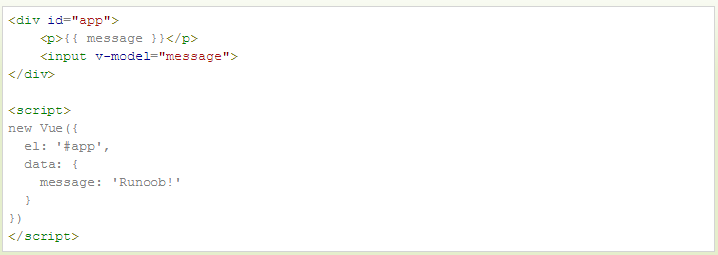 <div id="app">
    <p>{{ message }}</p>
    <input v-model="message">
</div>

<script>
new Vue({
  el: '#app',
  data: {
    message: 'Runoob!'
  }
})
</script>